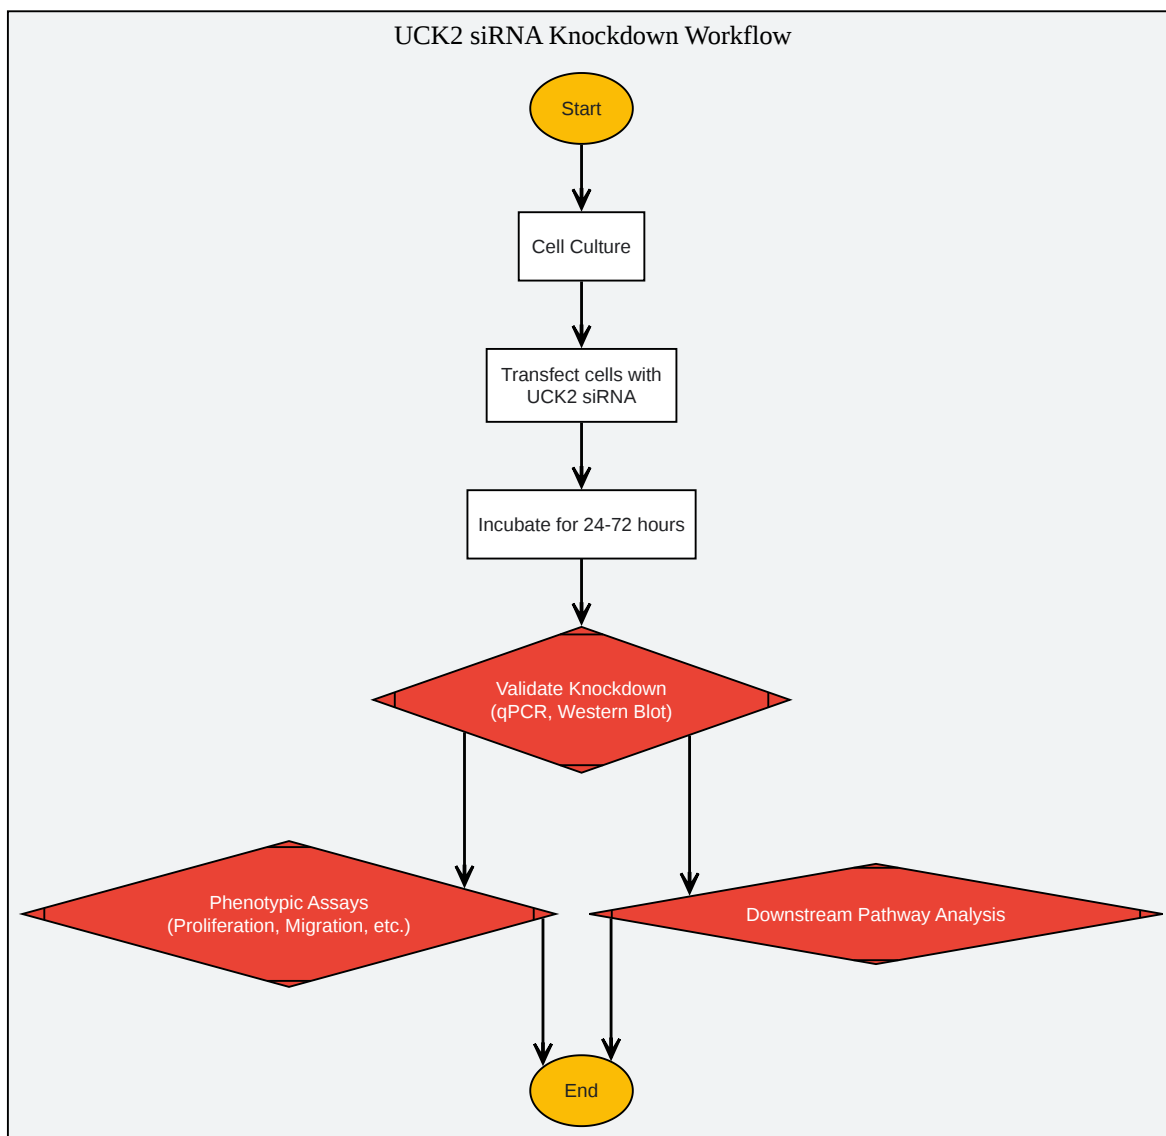 UCK2 siRNA Knockdown Workflow
Start
Cell Culture
Transfect cells with
UCK2 siRNA
Incubate for 24-72 hours
Validate Knockdown
(qPCR, Western Blot)
Phenotypic Assays
(Proliferation, Migration, etc.)
Downstream Pathway Analysis
End